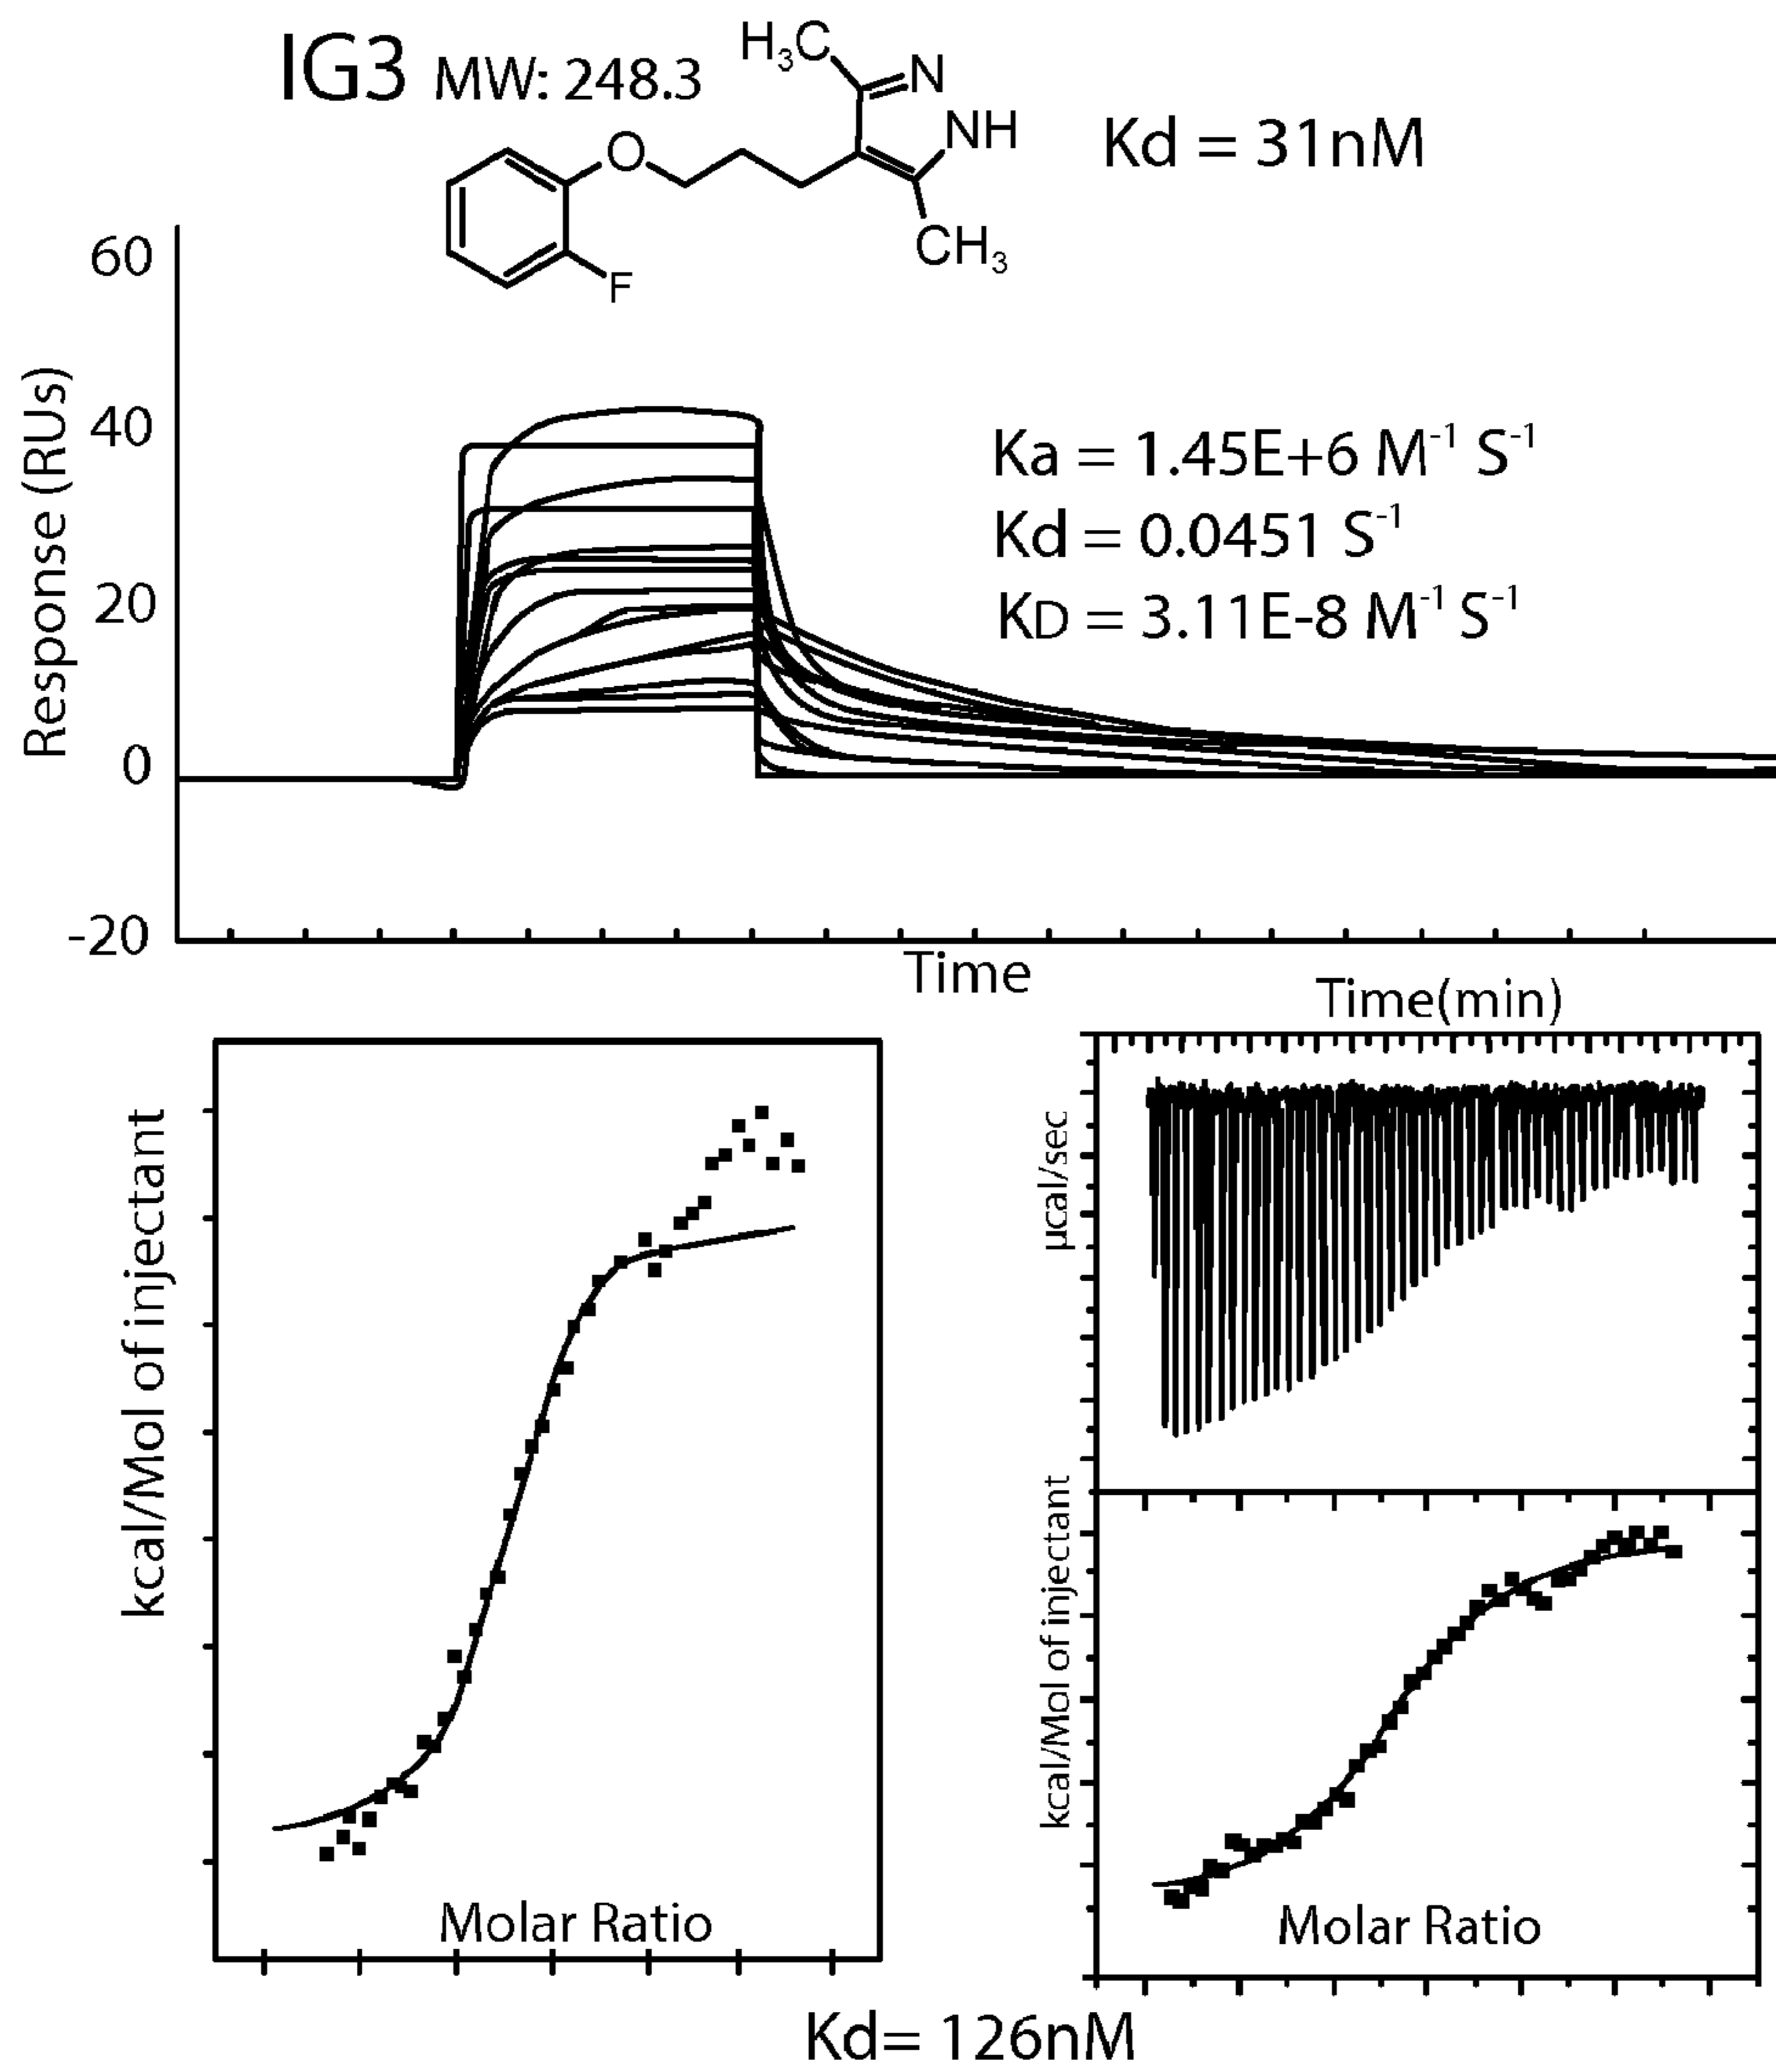 IG3 MW: 248.3
H3C
N
NH
O
CH3
F
Kd = 31nM
60
40
20
0
-20
Response (RUs)
Ka = 1.45E+6 M-1 S-1
Kd = 0.0451 S-1
KD = 3.11E-8 M-1 S-1
Time
kcal/Mol of injectant
Molar Ratio
Time(min)
µcal/sec
kcal/Mol of injectant
Molar Ratio
Kd= 126nM